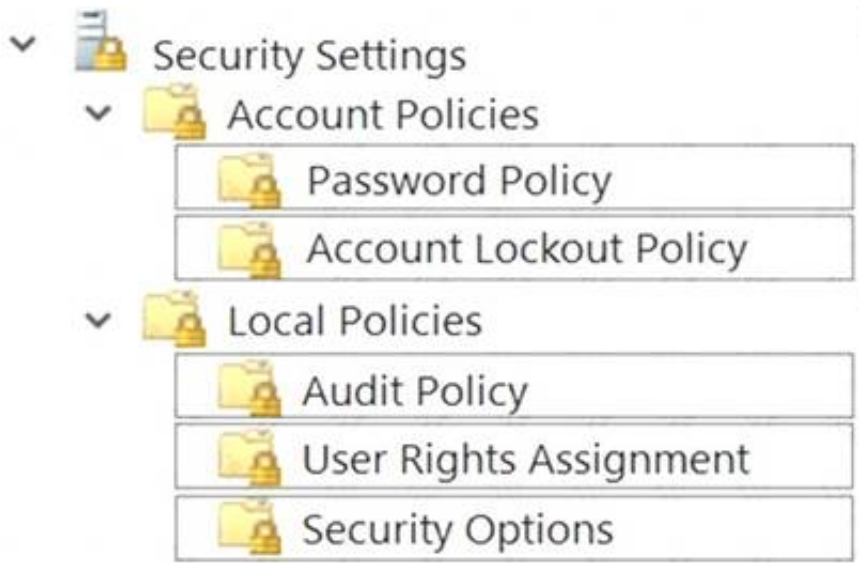 Security Settings
Account Policies
Password Policy
Account Lockout Policy
Local Policies
Audit Policy
User Rights Assignment
Security Options